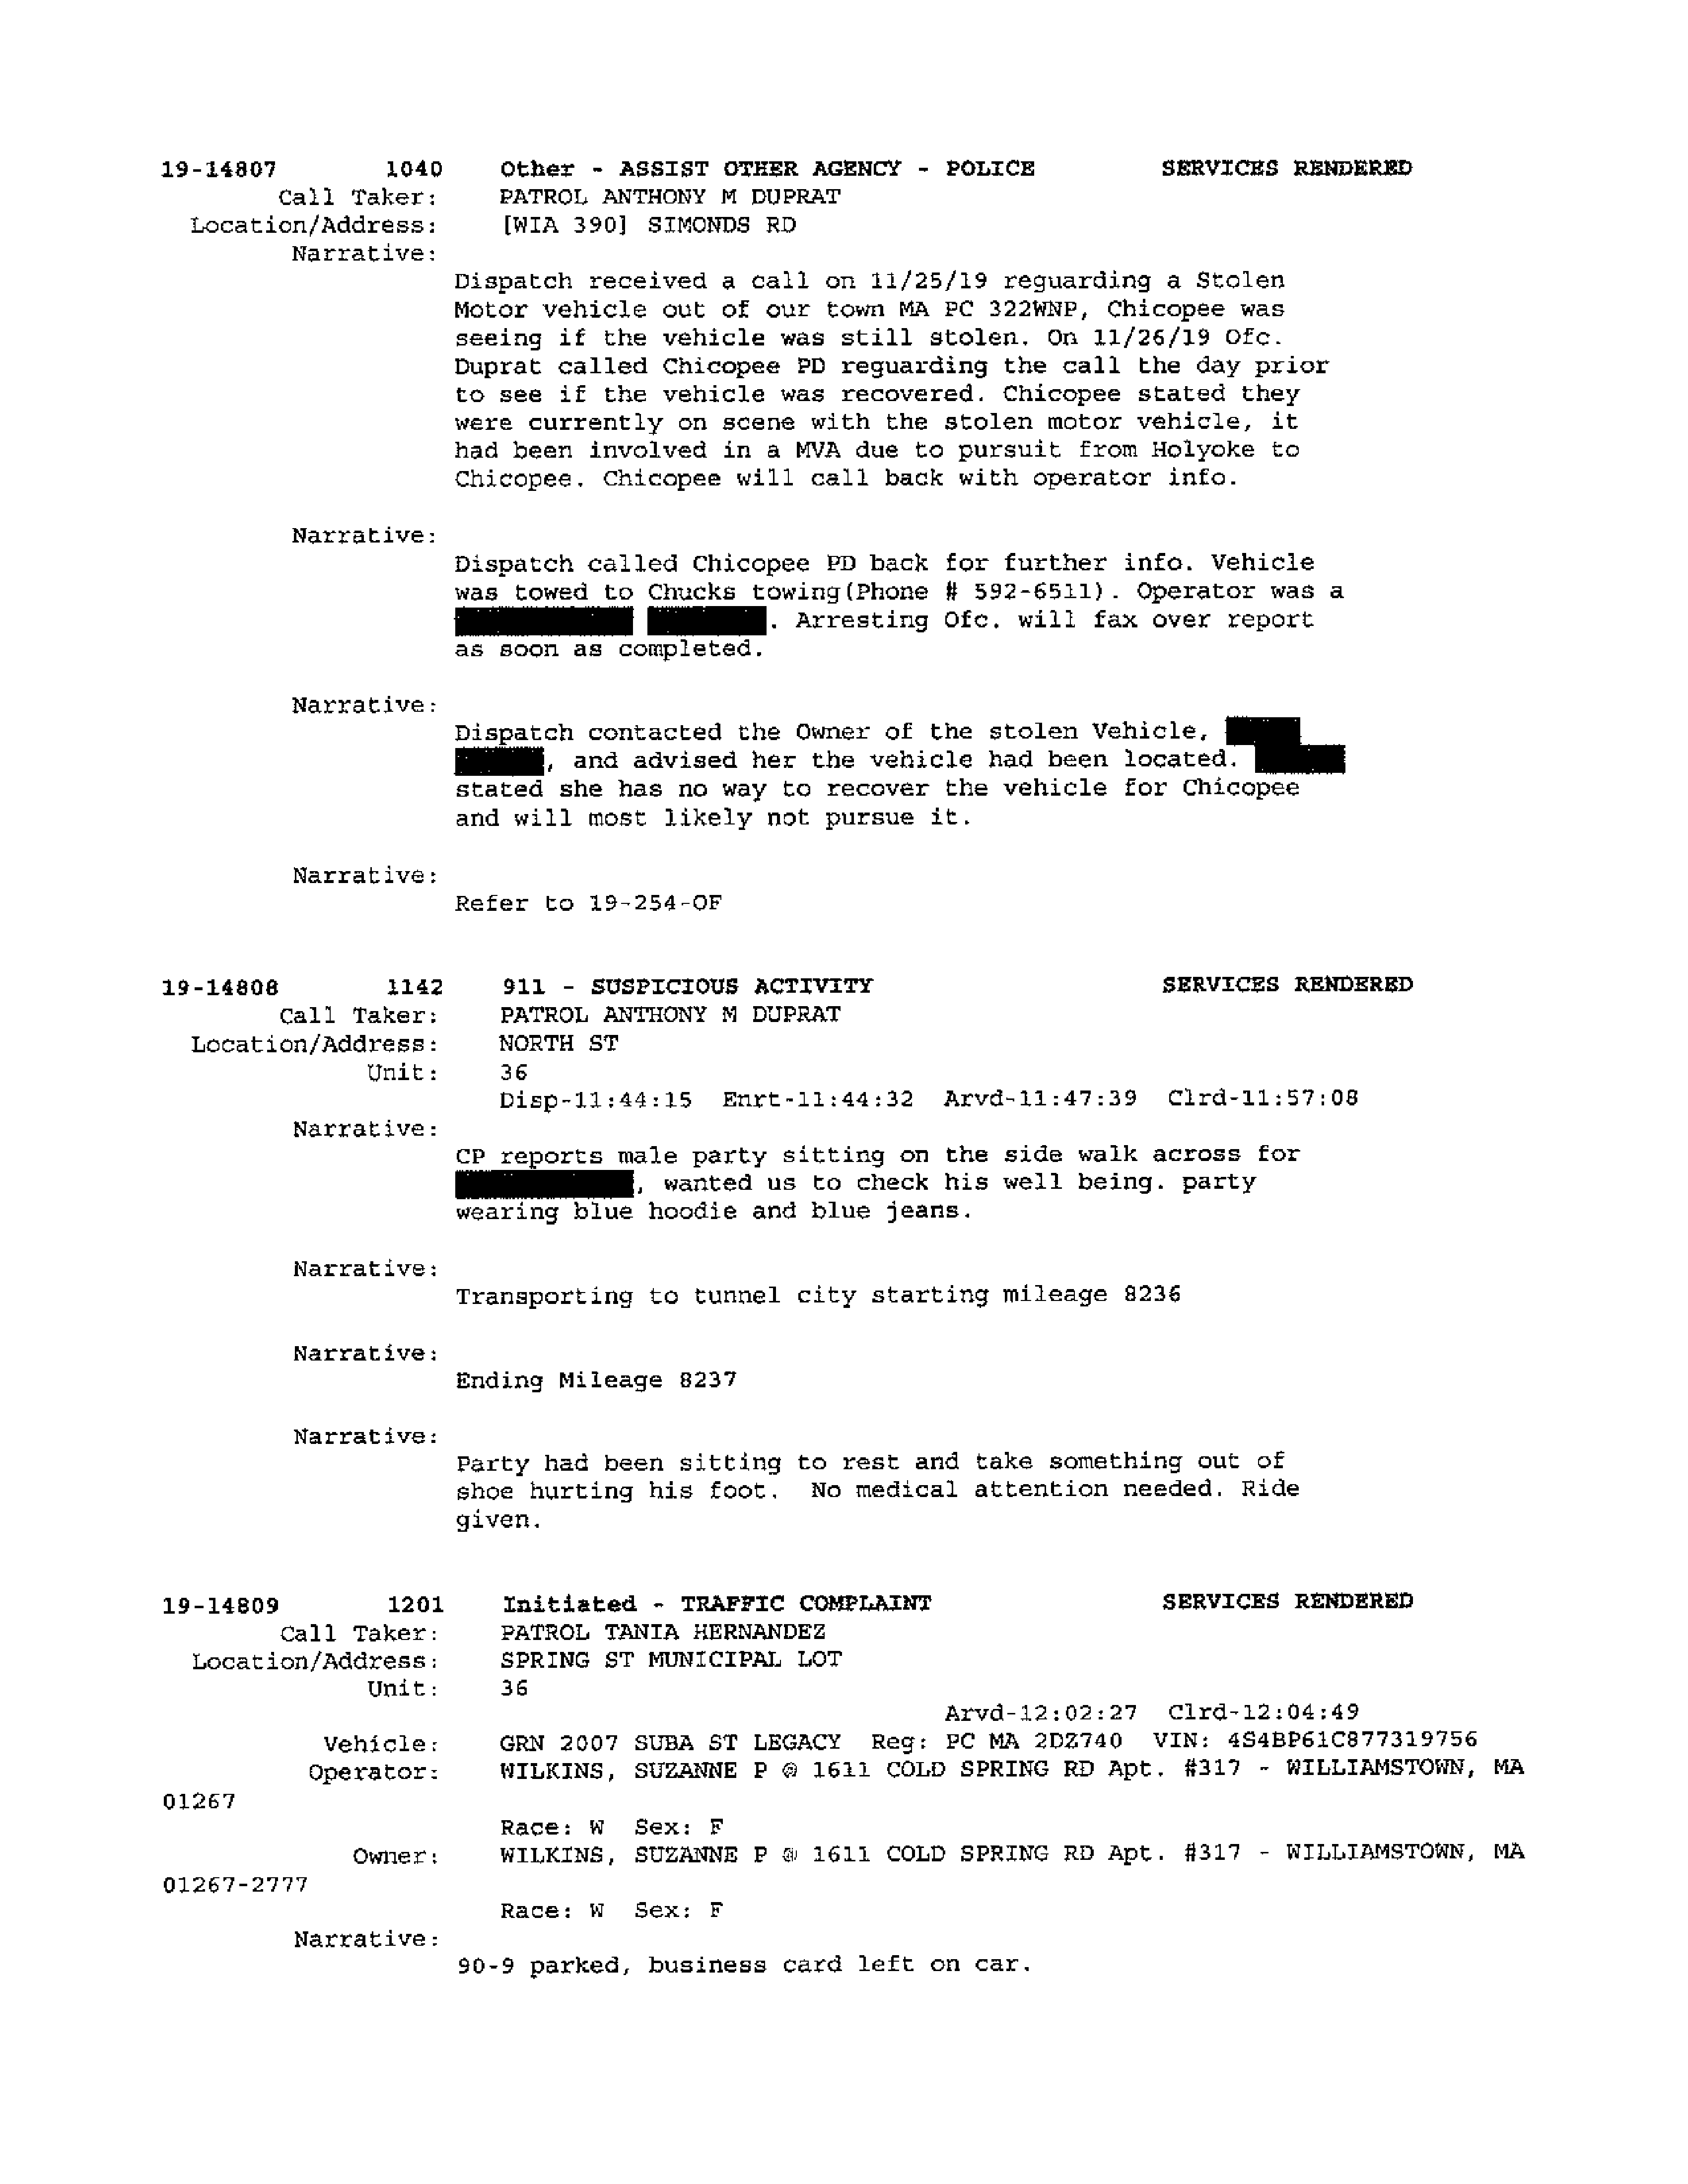 19-14807 1040 Other - ASSIST OTHER AGENCY - POLICE SERVICES RENDERED
Call Taker: PATROL ANTHONY M DUPRAT
Location/Address: [WIA 390] SIMONDS RD
Narrative:
Dispatch received a call on 11/25/19 reguarding a Stolen
Motor vehicle out of our town MA PC 322WNP, Chicopee was
seeing if the vehicle was still stolen. On 11/26/19 Ofc.
Duprat called Chicopee PD reguarding the call the day prior
to see if the vehicle was recovered. Chicopee stated they
were currently on scene with the stolen motor vehicle, it
had been involved in a MVA due to pursuit from Holyoke to
Chicopee. Chicopee will call back with operator info.
Narrative:
Dispatch called Chicopee PD back for further info. Vehicle
was towed to Chucks towing(Phone # 592-6511). Operator was a
. Arresting Ofc. will fax over report
as soon as completed.
Narrative:
Dispatch contacted the Owner of the stolen Vehicle,
, and advised her the vehicle had been located.
stated she has no way to recover the vehicle for Chicopee
and will most likely not pursue it.
Narrative:
Refer to 19-254-OF
19-14808 1142 911 - SUSPICIOUS ACTIVITY SERVICES RENDERED
Call Taker: PATROL ANTHONY M DUPRAT
Location/Address: NORTH ST
Unit: 36
Disp-11:44:15 Enrt-11:44:32 Arvd-11:47:39 Clrd-11:57:08
Narrative:
CP reports male party sitting on the side walk across for
, wanted us to check his well being. party
wearing blue hoodie and blue jeans.
Narrative:
Transporting to tunnel city starting mileage 8236
Narrative:
Ending Mileage 8237
Narrative:
Party had been sitting to rest and take something out of
shoe hurting his foot. No medical attention needed. Ride
given.
19-14809 1201 Initiated - TRAFFIC COMPLAINT SERVICES RENDERED
Call Taker: PATROL TANIA HERNANDEZ
Location/Address: SPRING ST MUNICIPAL LOT
Unit: 36
Arvd-12:02:27 Clrd-12:04:49
Vehicle: GRN 2007 SUBA ST LEGACY Reg: PC MA 2DZ740 VIN: 4S4BP61C877319756
Operator: WILKINS, SUZANNE P @ 1611 COLD SPRING RD Apt. #317 - WILLIAMSTOWN, MA
01267
Race: W Sex: F
Owner: WILKINS, SUZANNE P @ 1611 COLD SPRING RD Apt. #317 - WILLIAMSTOWN, MA
01267-2777
Race: W Sex: F
Narrative:
90-9 parked, business card left on car.